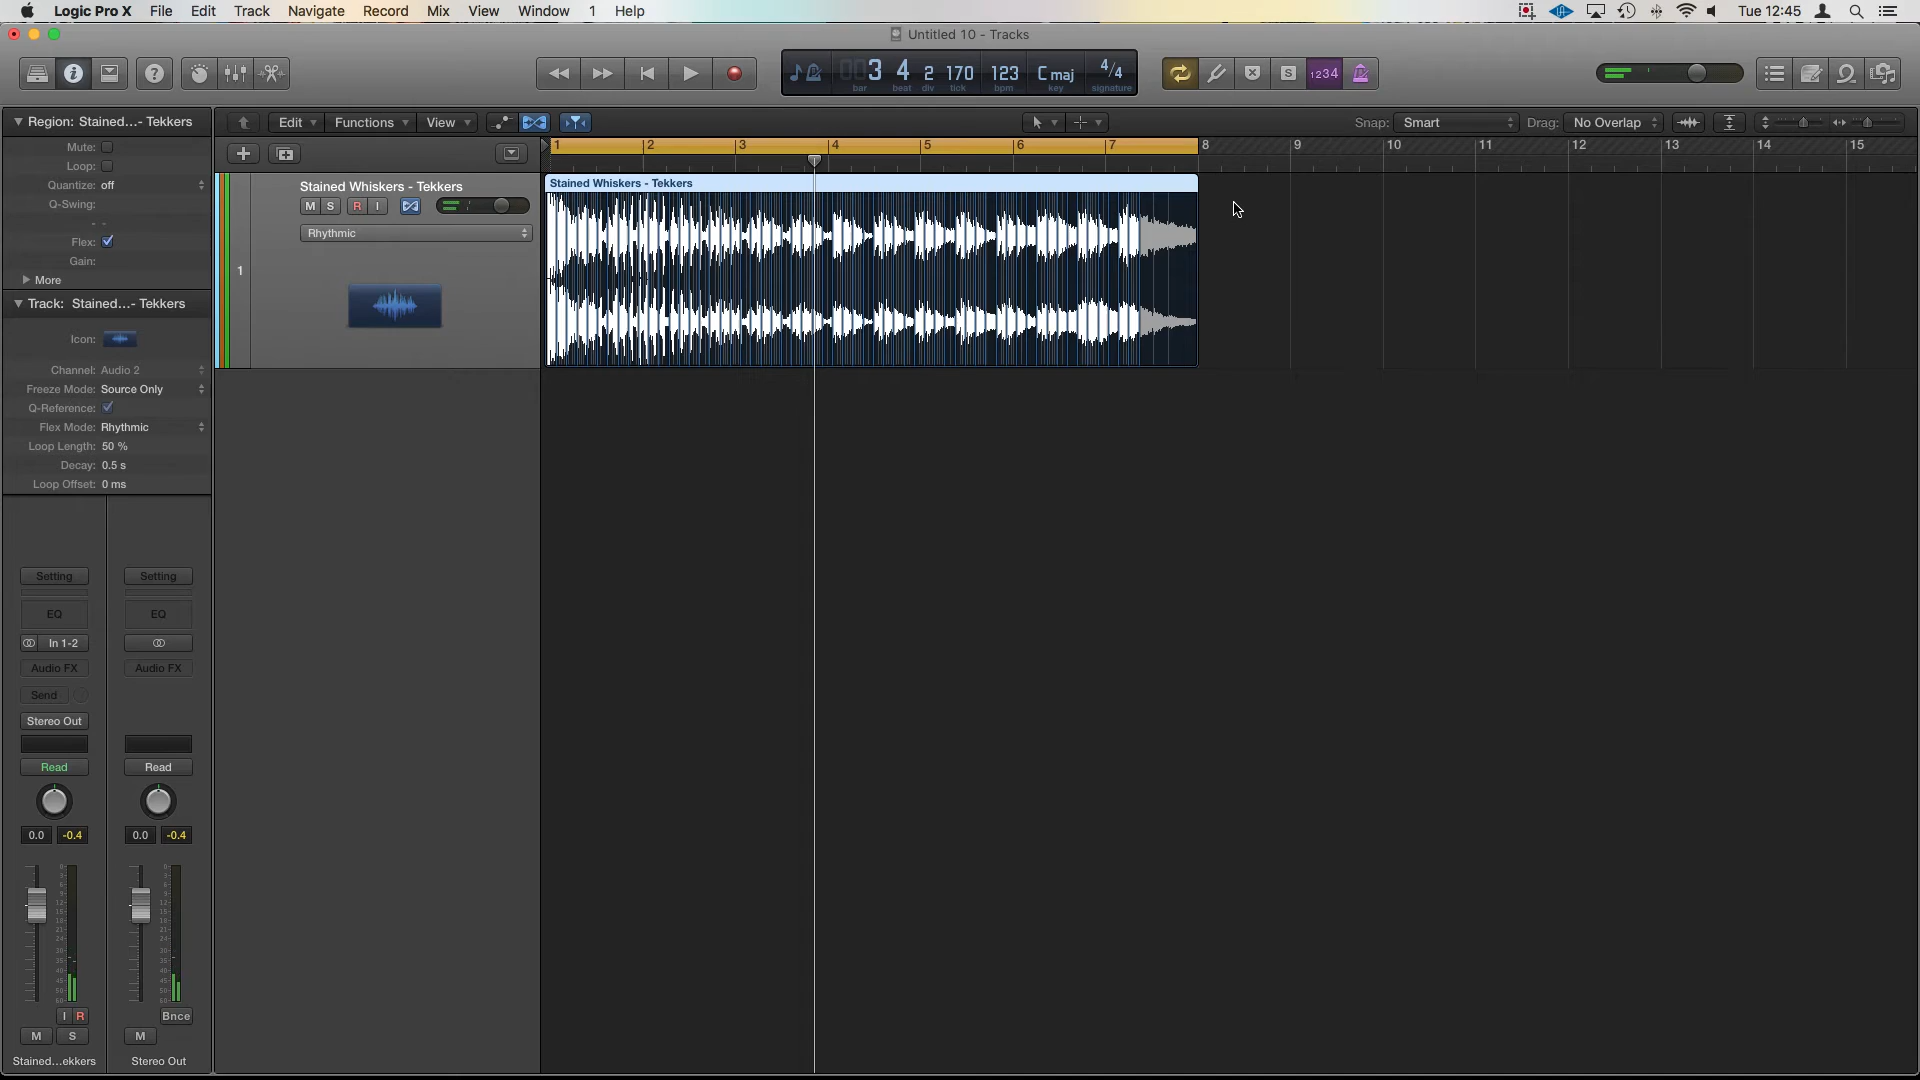 Logic Pro X File Edit Track Navigate Record Mix View Window 1 Help Tue 12:45
Untitled 10 - Tracks
3 4 2 170 123 C maj 4/4
bar beat div tick bpm key signature
S 1234
Region: Stained...- Tekkers
Edit Functions View Snap: Smart Drag: No Overlap
Mute:
Loop:
Quantize: off
Q-Swing:
Flex:
Gain:
More
1 2 3 4 5 6 7 8 9 10 11 12 13 14 15
Stained Whiskers - Tekkers
M S R I
Rhythmic
1
Stained Whiskers - Tekkers
Track: Stained...- Tekkers
Icon:
Channel: Audio 2
Freeze Mode: Source Only
Q-Reference:
Flex Mode: Rhythmic
Loop Length: 50 %
Decay: 0.5 s
Loop Offset: 0 ms
Setting Setting
EQ EQ
In 1-2
Audio FX Audio FX
Send
Stereo Out
Read Read
0.0 -0.4 0.0 -0.4
I R Bnce
M S M
Stained...ekkers Stereo Out